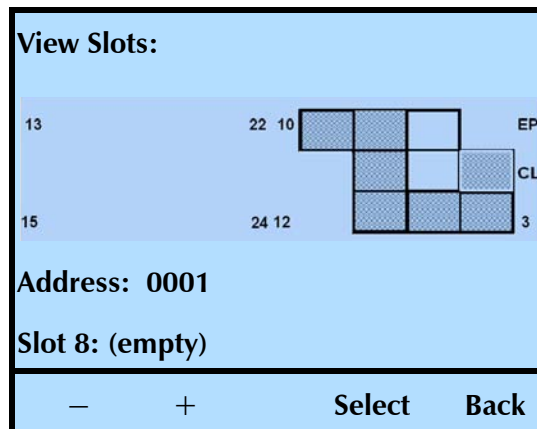 View Slots:
13 22 10 EP
CL
15 24 12 3
Address: 0001
Slot 8: (empty)
− + Select Back